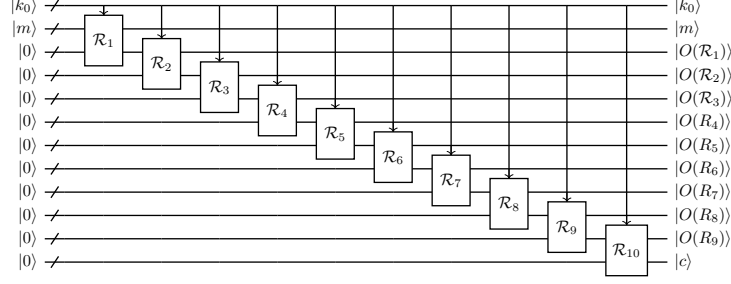 |k₀⟩ |k₀⟩
|m⟩ ℛ₁ |m⟩
|0⟩ ℛ₂ |O(ℛ₁)⟩
|0⟩ ℛ₃ |O(ℛ₂)⟩
|0⟩ ℛ₄ |O(ℛ₃)⟩
|0⟩ ℛ₅ |O(R₄)⟩
|0⟩ ℛ₆ |O(R₅)⟩
|0⟩ ℛ₇ |O(R₆)⟩
|0⟩ ℛ₈ |O(R₇)⟩
|0⟩ ℛ₉ |O(R₈)⟩
|0⟩ ℛ₁₀ |O(R₉)⟩
|0⟩ |c⟩